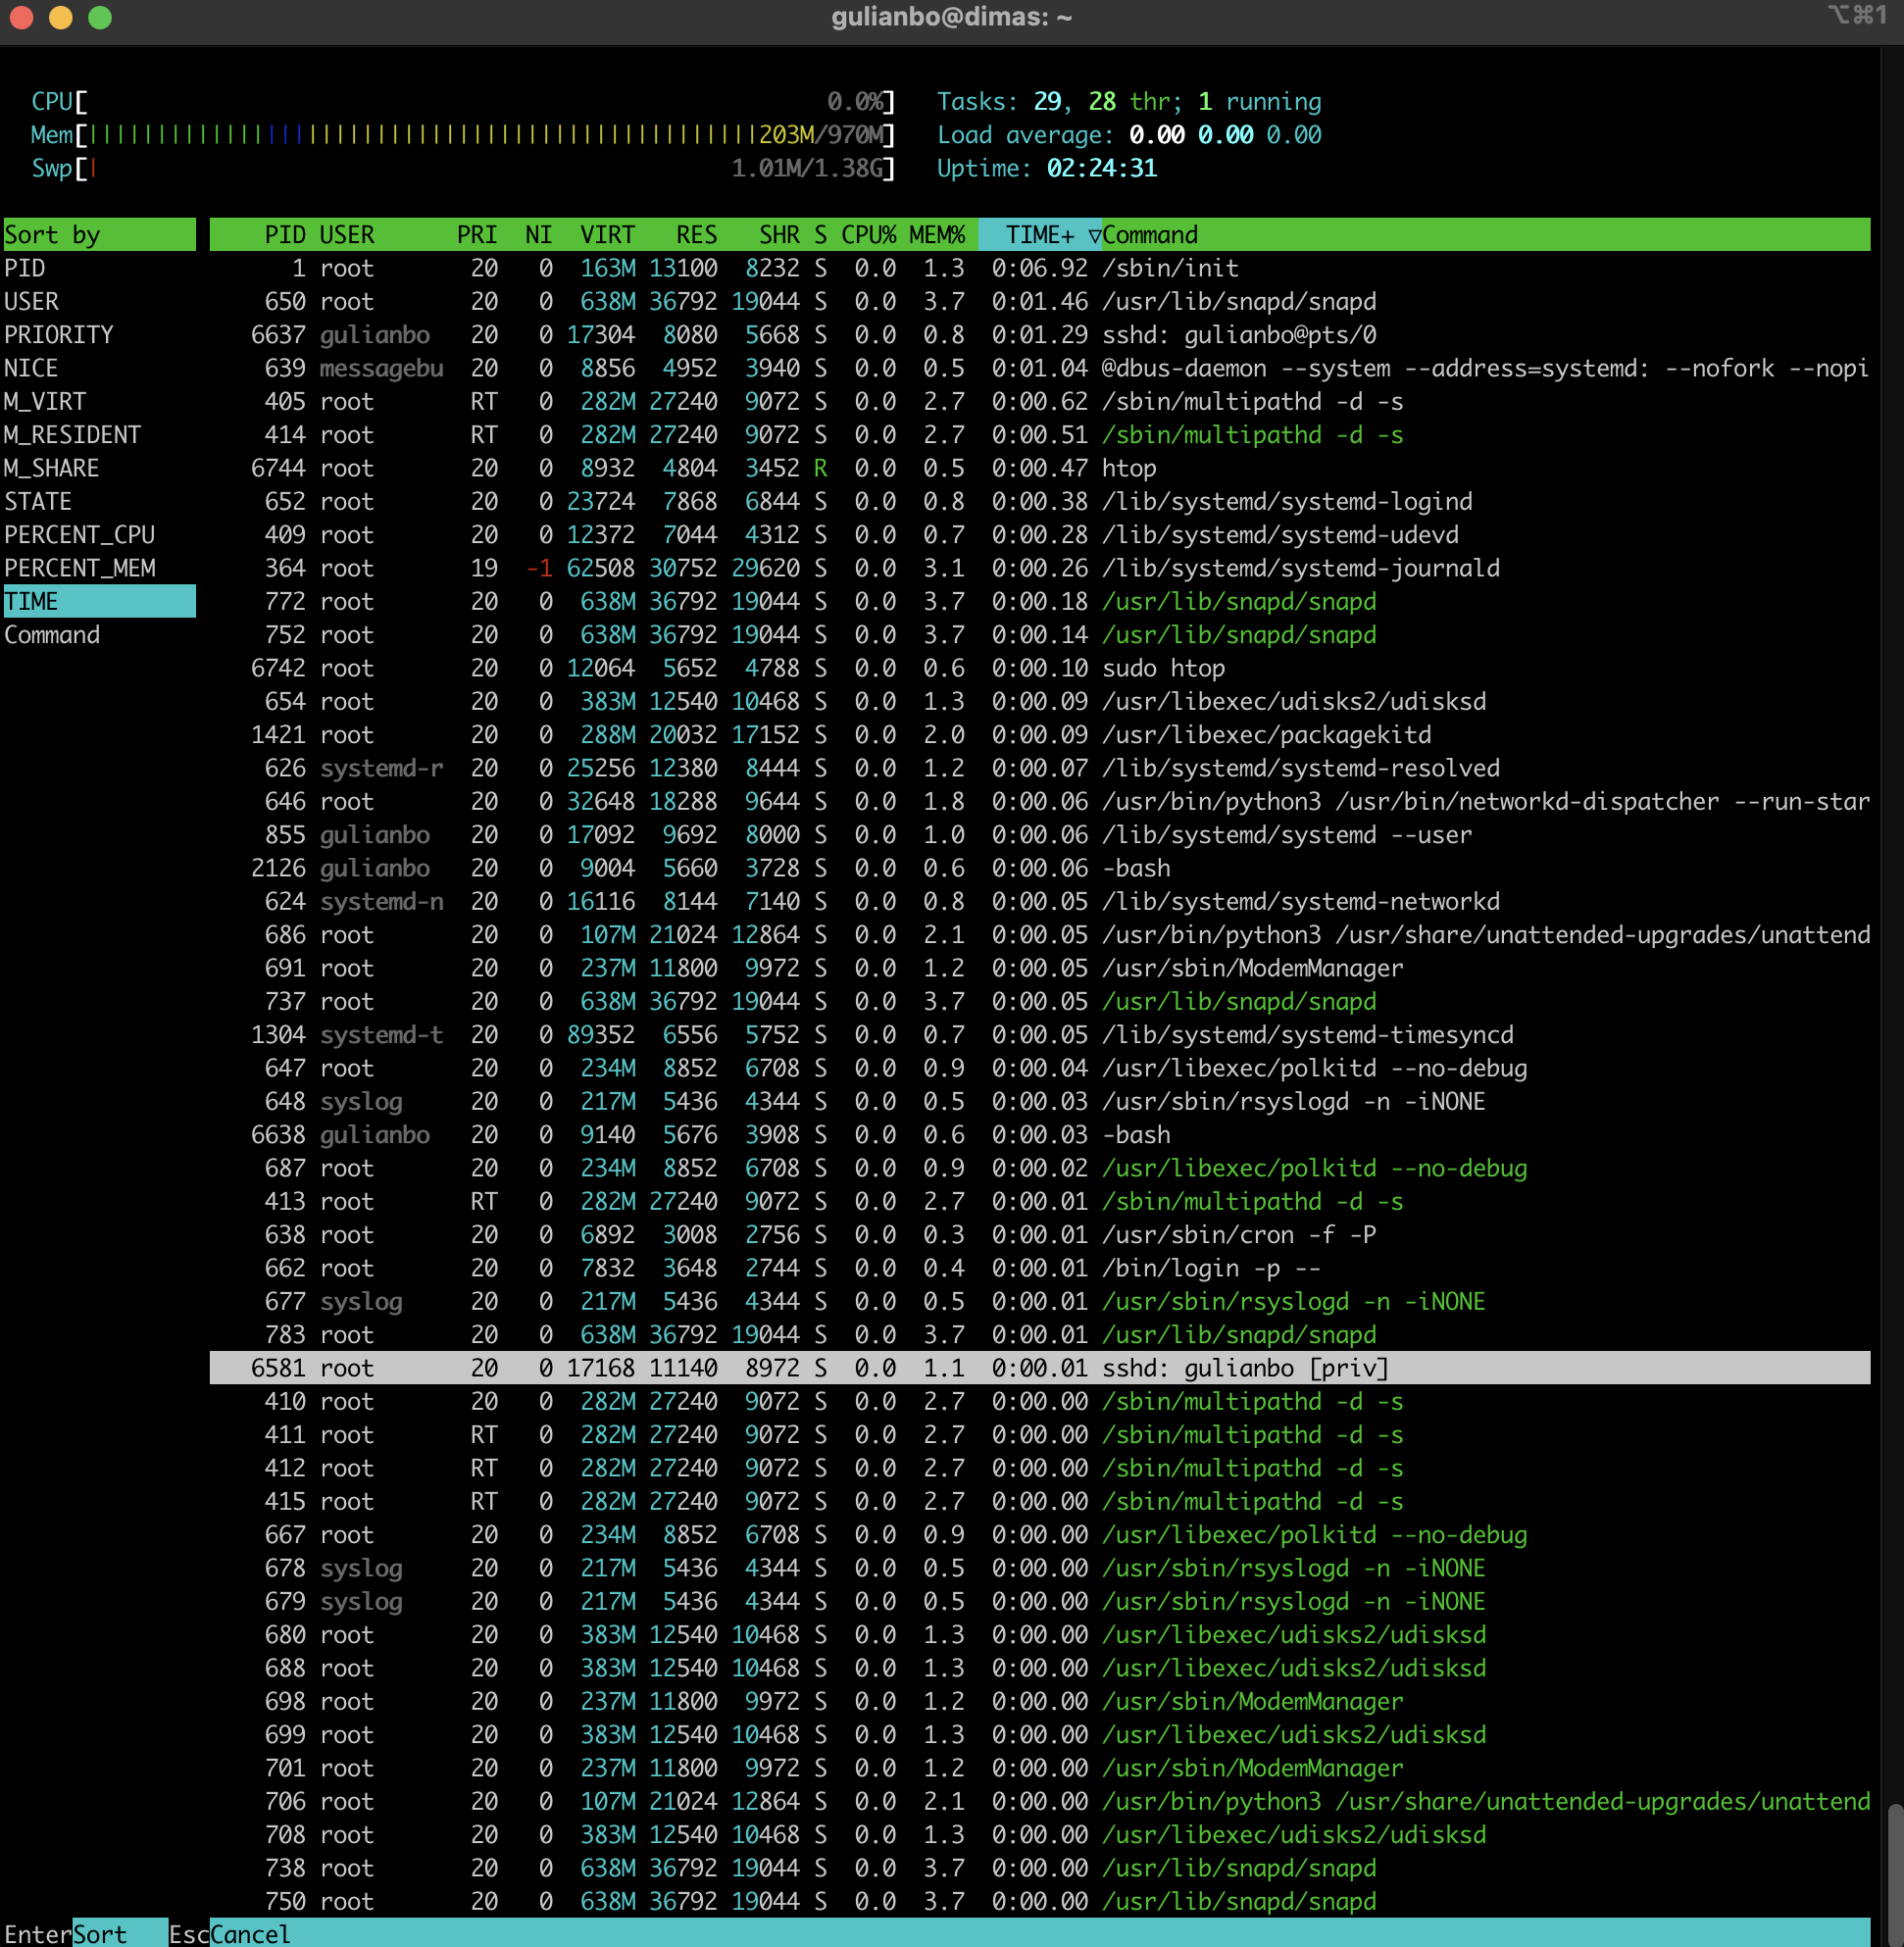 gulianbo@dimas: ~ ⌥⌘1
CPU[ 0.0%] Tasks: 29, 28 thr; 1 running
Mem[||||||||||||||||||||||||||||||||||||||||||||||||203M/970M] Load average: 0.00 0.00 0.00
Swp[| 1.01M/1.38G] Uptime: 02:24:31
Sort by PID USER PRI NI VIRT RES SHR S CPU% MEM% TIME+ ▽Command
PID 1 root 20 0 163M 13100 8232 S 0.0 1.3 0:06.92 /sbin/init
USER 650 root 20 0 638M 36792 19044 S 0.0 3.7 0:01.46 /usr/lib/snapd/snapd
PRIORITY 6637 gulianbo 20 0 17304 8080 5668 S 0.0 0.8 0:01.29 sshd: gulianbo@pts/0
NICE 639 messagebu 20 0 8856 4952 3940 S 0.0 0.5 0:01.04 @dbus-daemon --system --address=systemd: --nofork --nopi
M_VIRT 405 root RT 0 282M 27240 9072 S 0.0 2.7 0:00.62 /sbin/multipathd -d -s
M_RESIDENT 414 root RT 0 282M 27240 9072 S 0.0 2.7 0:00.51 /sbin/multipathd -d -s
M_SHARE 6744 root 20 0 8932 4804 3452 R 0.0 0.5 0:00.47 htop
STATE 652 root 20 0 23724 7868 6844 S 0.0 0.8 0:00.38 /lib/systemd/systemd-logind
PERCENT_CPU 409 root 20 0 12372 7044 4312 S 0.0 0.7 0:00.28 /lib/systemd/systemd-udevd
PERCENT_MEM 364 root 19 -1 62508 30752 29620 S 0.0 3.1 0:00.26 /lib/systemd/systemd-journald
TIME 772 root 20 0 638M 36792 19044 S 0.0 3.7 0:00.18 /usr/lib/snapd/snapd
Command 752 root 20 0 638M 36792 19044 S 0.0 3.7 0:00.14 /usr/lib/snapd/snapd
6742 root 20 0 12064 5652 4788 S 0.0 0.6 0:00.10 sudo htop
654 root 20 0 383M 12540 10468 S 0.0 1.3 0:00.09 /usr/libexec/udisks2/udisksd
1421 root 20 0 288M 20032 17152 S 0.0 2.0 0:00.09 /usr/libexec/packagekitd
626 systemd-r 20 0 25256 12380 8444 S 0.0 1.2 0:00.07 /lib/systemd/systemd-resolved
646 root 20 0 32648 18288 9644 S 0.0 1.8 0:00.06 /usr/bin/python3 /usr/bin/networkd-dispatcher --run-star
855 gulianbo 20 0 17092 9692 8000 S 0.0 1.0 0:00.06 /lib/systemd/systemd --user
2126 gulianbo 20 0 9004 5660 3728 S 0.0 0.6 0:00.06 -bash
624 systemd-n 20 0 16116 8144 7140 S 0.0 0.8 0:00.05 /lib/systemd/systemd-networkd
686 root 20 0 107M 21024 12864 S 0.0 2.1 0:00.05 /usr/bin/python3 /usr/share/unattended-upgrades/unattend
691 root 20 0 237M 11800 9972 S 0.0 1.2 0:00.05 /usr/sbin/ModemManager
737 root 20 0 638M 36792 19044 S 0.0 3.7 0:00.05 /usr/lib/snapd/snapd
1304 systemd-t 20 0 89352 6556 5752 S 0.0 0.7 0:00.05 /lib/systemd/systemd-timesyncd
647 root 20 0 234M 8852 6708 S 0.0 0.9 0:00.04 /usr/libexec/polkitd --no-debug
648 syslog 20 0 217M 5436 4344 S 0.0 0.5 0:00.03 /usr/sbin/rsyslogd -n -iNONE
6638 gulianbo 20 0 9140 5676 3908 S 0.0 0.6 0:00.03 -bash
687 root 20 0 234M 8852 6708 S 0.0 0.9 0:00.02 /usr/libexec/polkitd --no-debug
413 root RT 0 282M 27240 9072 S 0.0 2.7 0:00.01 /sbin/multipathd -d -s
638 root 20 0 6892 3008 2756 S 0.0 0.3 0:00.01 /usr/sbin/cron -f -P
662 root 20 0 7832 3648 2744 S 0.0 0.4 0:00.01 /bin/login -p --
677 syslog 20 0 217M 5436 4344 S 0.0 0.5 0:00.01 /usr/sbin/rsyslogd -n -iNONE
783 root 20 0 638M 36792 19044 S 0.0 3.7 0:00.01 /usr/lib/snapd/snapd
6581 root 20 0 17168 11140 8972 S 0.0 1.1 0:00.01 sshd: gulianbo [priv]
410 root 20 0 282M 27240 9072 S 0.0 2.7 0:00.00 /sbin/multipathd -d -s
411 root RT 0 282M 27240 9072 S 0.0 2.7 0:00.00 /sbin/multipathd -d -s
412 root RT 0 282M 27240 9072 S 0.0 2.7 0:00.00 /sbin/multipathd -d -s
415 root RT 0 282M 27240 9072 S 0.0 2.7 0:00.00 /sbin/multipathd -d -s
667 root 20 0 234M 8852 6708 S 0.0 0.9 0:00.00 /usr/libexec/polkitd --no-debug
678 syslog 20 0 217M 5436 4344 S 0.0 0.5 0:00.00 /usr/sbin/rsyslogd -n -iNONE
679 syslog 20 0 217M 5436 4344 S 0.0 0.5 0:00.00 /usr/sbin/rsyslogd -n -iNONE
680 root 20 0 383M 12540 10468 S 0.0 1.3 0:00.00 /usr/libexec/udisks2/udisksd
688 root 20 0 383M 12540 10468 S 0.0 1.3 0:00.00 /usr/libexec/udisks2/udisksd
698 root 20 0 237M 11800 9972 S 0.0 1.2 0:00.00 /usr/sbin/ModemManager
699 root 20 0 383M 12540 10468 S 0.0 1.3 0:00.00 /usr/libexec/udisks2/udisksd
701 root 20 0 237M 11800 9972 S 0.0 1.2 0:00.00 /usr/sbin/ModemManager
706 root 20 0 107M 21024 12864 S 0.0 2.1 0:00.00 /usr/bin/python3 /usr/share/unattended-upgrades/unattend
708 root 20 0 383M 12540 10468 S 0.0 1.3 0:00.00 /usr/libexec/udisks2/udisksd
738 root 20 0 638M 36792 19044 S 0.0 3.7 0:00.00 /usr/lib/snapd/snapd
750 root 20 0 638M 36792 19044 S 0.0 3.7 0:00.00 /usr/lib/snapd/snapd
EnterSort EscCancel